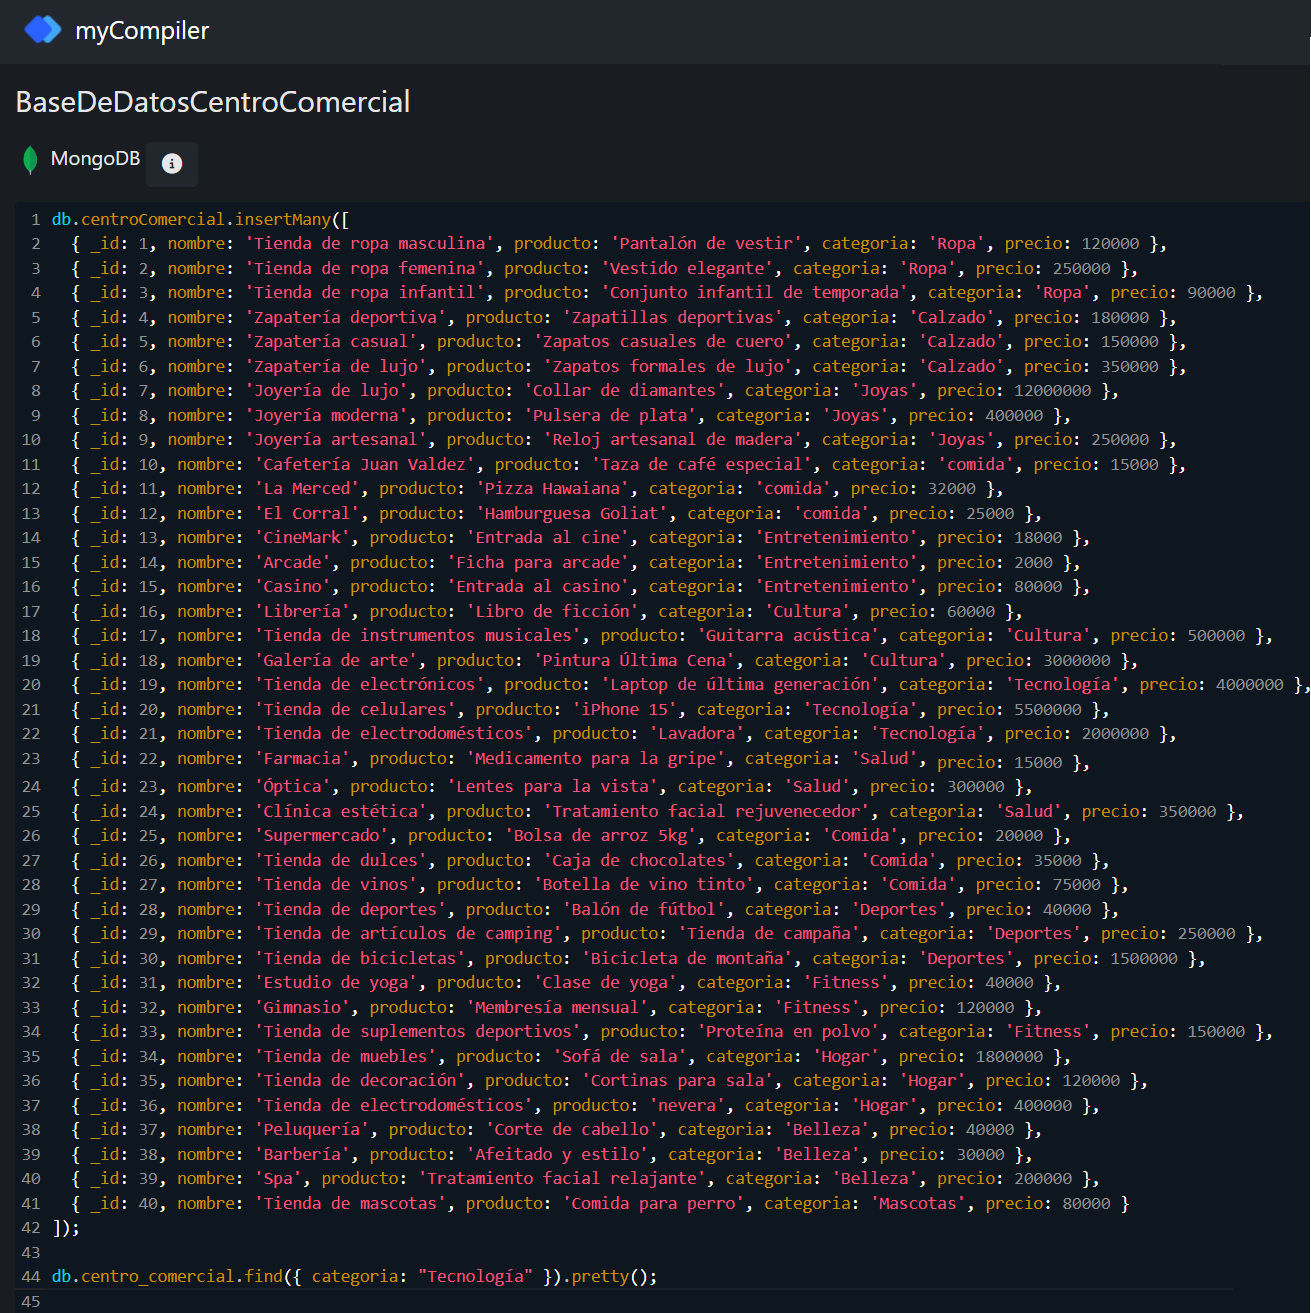 myCompiler
BaseDeDatosCentroComercial
MongoDB i
1 db.centroComercial.insertMany([
2 { _id: 1, nombre: 'Tienda de ropa masculina', producto: 'Pantalón de vestir', categoria: 'Ropa', precio: 120000 },
3 { _id: 2, nombre: 'Tienda de ropa femenina', producto: 'Vestido elegante', categoria: 'Ropa', precio: 250000 },
4 { _id: 3, nombre: 'Tienda de ropa infantil', producto: 'Conjunto infantil de temporada', categoria: 'Ropa', precio: 90000 },
5 { _id: 4, nombre: 'Zapatería deportiva', producto: 'Zapatillas deportivas', categoria: 'Calzado', precio: 180000 },
6 { _id: 5, nombre: 'Zapatería casual', producto: 'Zapatos casuales de cuero', categoria: 'Calzado', precio: 150000 },
7 { _id: 6, nombre: 'Zapatería de lujo', producto: 'Zapatos formales de lujo', categoria: 'Calzado', precio: 350000 },
8 { _id: 7, nombre: 'Joyería de lujo', producto: 'Collar de diamantes', categoria: 'Joyas', precio: 12000000 },
9 { _id: 8, nombre: 'Joyería moderna', producto: 'Pulsera de plata', categoria: 'Joyas', precio: 400000 },
10 { _id: 9, nombre: 'Joyería artesanal', producto: 'Reloj artesanal de madera', categoria: 'Joyas', precio: 250000 },
11 { _id: 10, nombre: 'Cafetería Juan Valdez', producto: 'Taza de café especial', categoria: 'comida', precio: 15000 },
12 { _id: 11, nombre: 'La Merced', producto: 'Pizza Hawaiana', categoria: 'comida', precio: 32000 },
13 { _id: 12, nombre: 'El Corral', producto: 'Hamburguesa Goliat', categoria: 'comida', precio: 25000 },
14 { _id: 13, nombre: 'CineMark', producto: 'Entrada al cine', categoria: 'Entretenimiento', precio: 18000 },
15 { _id: 14, nombre: 'Arcade', producto: 'Ficha para arcade', categoria: 'Entretenimiento', precio: 2000 },
16 { _id: 15, nombre: 'Casino', producto: 'Entrada al casino', categoria: 'Entretenimiento', precio: 80000 },
17 { _id: 16, nombre: 'Librería', producto: 'Libro de ficción', categoria: 'Cultura', precio: 60000 },
18 { _id: 17, nombre: 'Tienda de instrumentos musicales', producto: 'Guitarra acústica', categoria: 'Cultura', precio: 500000 },
19 { _id: 18, nombre: 'Galería de arte', producto: 'Pintura Última Cena', categoria: 'Cultura', precio: 3000000 },
20 { _id: 19, nombre: 'Tienda de electrónicos', producto: 'Laptop de última generación', categoria: 'Tecnología', precio: 4000000 },
21 { _id: 20, nombre: 'Tienda de celulares', producto: 'iPhone 15', categoria: 'Tecnología', precio: 5500000 },
22 { _id: 21, nombre: 'Tienda de electrodomésticos', producto: 'Lavadora', categoria: 'Tecnología', precio: 2000000 },
23 { _id: 22, nombre: 'Farmacia', producto: 'Medicamento para la gripe', categoria: 'Salud', precio: 15000 },
24 { _id: 23, nombre: 'Óptica', producto: 'Lentes para la vista', categoria: 'Salud', precio: 300000 },
25 { _id: 24, nombre: 'Clínica estética', producto: 'Tratamiento facial rejuvenecedor', categoria: 'Salud', precio: 350000 },
26 { _id: 25, nombre: 'Supermercado', producto: 'Bolsa de arroz 5kg', categoria: 'Comida', precio: 20000 },
27 { _id: 26, nombre: 'Tienda de dulces', producto: 'Caja de chocolates', categoria: 'Comida', precio: 35000 },
28 { _id: 27, nombre: 'Tienda de vinos', producto: 'Botella de vino tinto', categoria: 'Comida', precio: 75000 },
29 { _id: 28, nombre: 'Tienda de deportes', producto: 'Balón de fútbol', categoria: 'Deportes', precio: 40000 },
30 { _id: 29, nombre: 'Tienda de artículos de camping', producto: 'Tienda de campaña', categoria: 'Deportes', precio: 250000 },
31 { _id: 30, nombre: 'Tienda de bicicletas', producto: 'Bicicleta de montaña', categoria: 'Deportes', precio: 1500000 },
32 { _id: 31, nombre: 'Estudio de yoga', producto: 'Clase de yoga', categoria: 'Fitness', precio: 40000 },
33 { _id: 32, nombre: 'Gimnasio', producto: 'Membresía mensual', categoria: 'Fitness', precio: 120000 },
34 { _id: 33, nombre: 'Tienda de suplementos deportivos', producto: 'Proteína en polvo', categoria: 'Fitness', precio: 150000 },
35 { _id: 34, nombre: 'Tienda de muebles', producto: 'Sofá de sala', categoria: 'Hogar', precio: 1800000 },
36 { _id: 35, nombre: 'Tienda de decoración', producto: 'Cortinas para sala', categoria: 'Hogar', precio: 120000 },
37 { _id: 36, nombre: 'Tienda de electrodomésticos', producto: 'nevera', categoria: 'Hogar', precio: 400000 },
38 { _id: 37, nombre: 'Peluquería', producto: 'Corte de cabello', categoria: 'Belleza', precio: 40000 },
39 { _id: 38, nombre: 'Barbería', producto: 'Afeitado y estilo', categoria: 'Belleza', precio: 30000 },
40 { _id: 39, nombre: 'Spa', producto: 'Tratamiento facial relajante', categoria: 'Belleza', precio: 200000 },
41 { _id: 40, nombre: 'Tienda de mascotas', producto: 'Comida para perro', categoria: 'Mascotas', precio: 80000 }
42 ]);
43
44 db.centro_comercial.find({ categoria: "Tecnología" }).pretty();
45